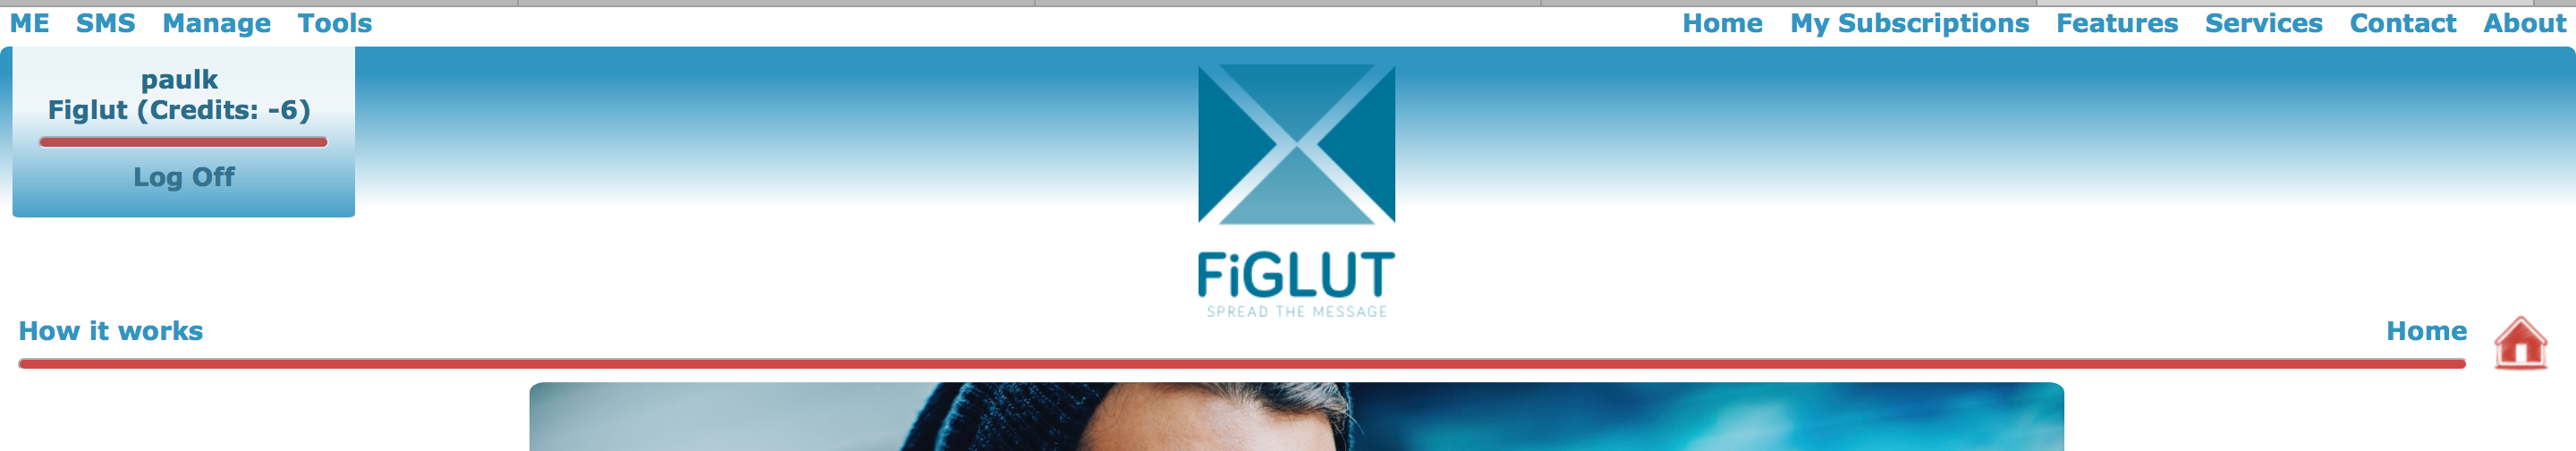 ME SMS Manage Tools Home My Subscriptions Features Services Contact About
paulk
Figlut (Credits: -6)
Log Off
FiGLUT
SPREAD THE MESSAGE
How it works Home